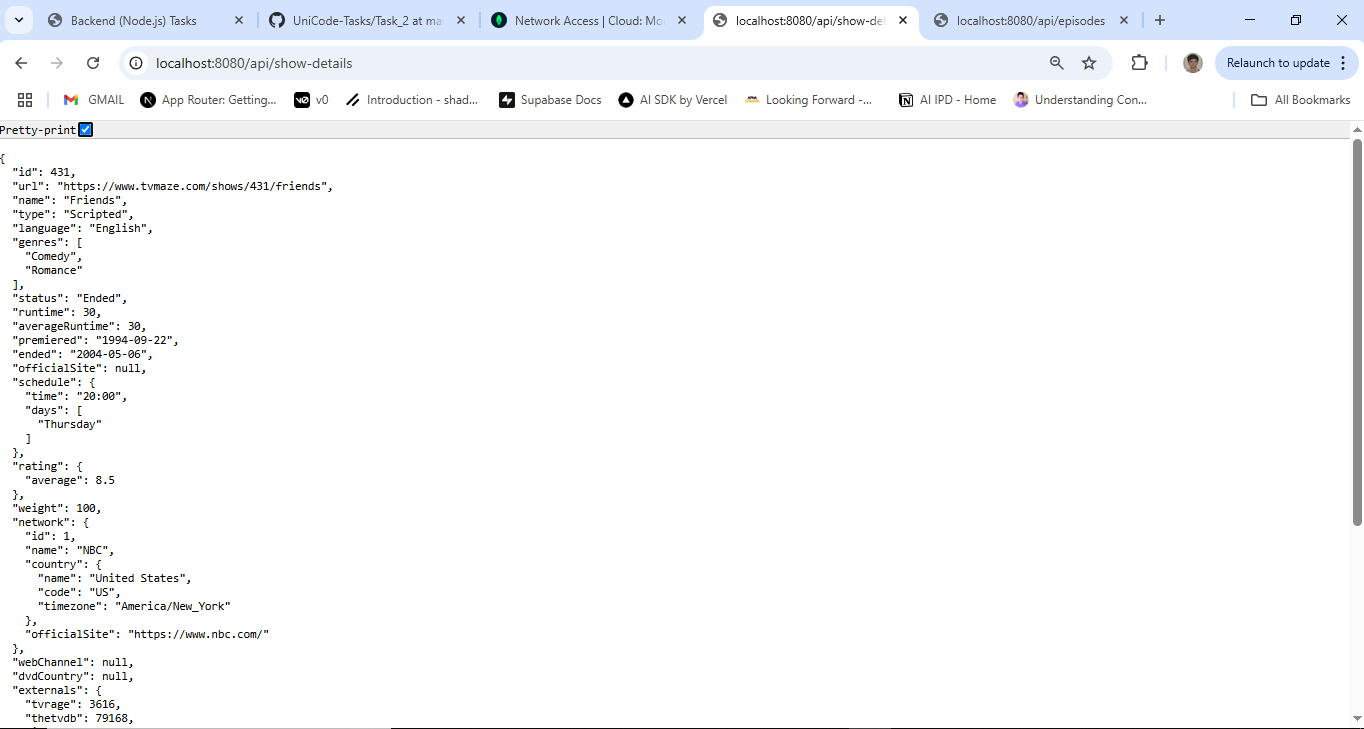 Backend (Node.js) Tasks
UniCode-Tasks/Task_2 at ma
Network Access | Cloud: Mo
localhost:8080/api/show-de
localhost:8080/api/episodes
localhost:8080/api/show-details
Relaunch to update
GMAIL
App Router: Getting...
v0
Introduction - shad...
Supabase Docs
AI SDK by Vercel
Looking Forward -...
AI IPD - Home
Understanding Con...
All Bookmarks
Pretty-print
{
"id": 431,
"url": "https://www.tvmaze.com/shows/431/friends",
"name": "Friends",
"type": "Scripted",
"language": "English",
"genres": [
"Comedy",
"Romance"
],
"status": "Ended",
"runtime": 30,
"averageRuntime": 30,
"premiered": "1994-09-22",
"ended": "2004-05-06",
"officialSite": null,
"schedule": {
"time": "20:00",
"days": [
"Thursday"
]
},
"rating": {
"average": 8.5
},
"weight": 100,
"network": {
"id": 1,
"name": "NBC",
"country": {
"name": "United States",
"code": "US",
"timezone": "America/New_York"
},
"officialSite": "https://www.nbc.com/"
},
"webChannel": null,
"dvdCountry": null,
"externals": {
"tvrage": 3616,
"thetvdb": 79168,